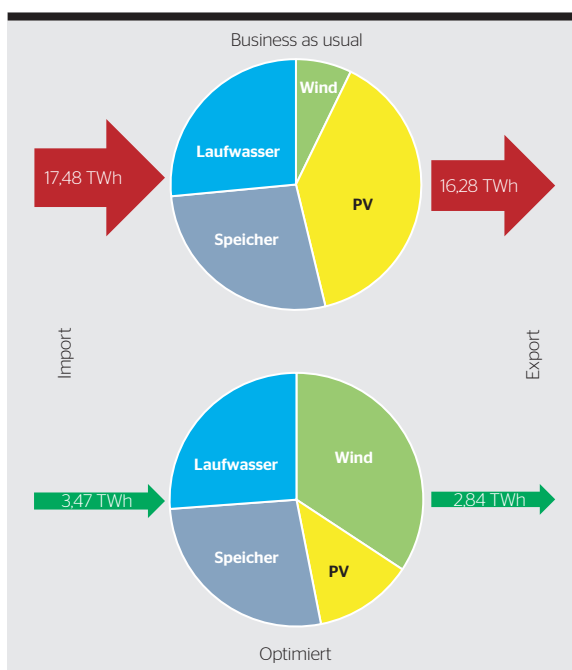 Business as usual
Wind
Laufwasser
17,48 TWh
16,28 TWh
PV
Speicher
Import
Export
Wind
Laufwasser
3,47 TWh
2,84 TWh
Speicher
PV
Optimiert